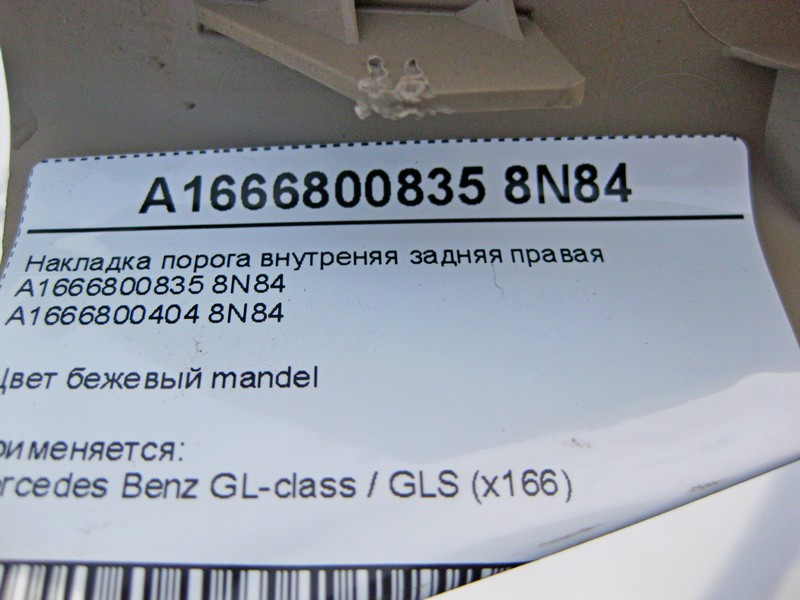 A1666800835 8N84
Накладка порога внутреняя задняя правая
A1666800835 8N84
A1666800404 8N84
Цвет бежевый mandel
рименяется:
rcedes Benz GL-class / GLS (x166)